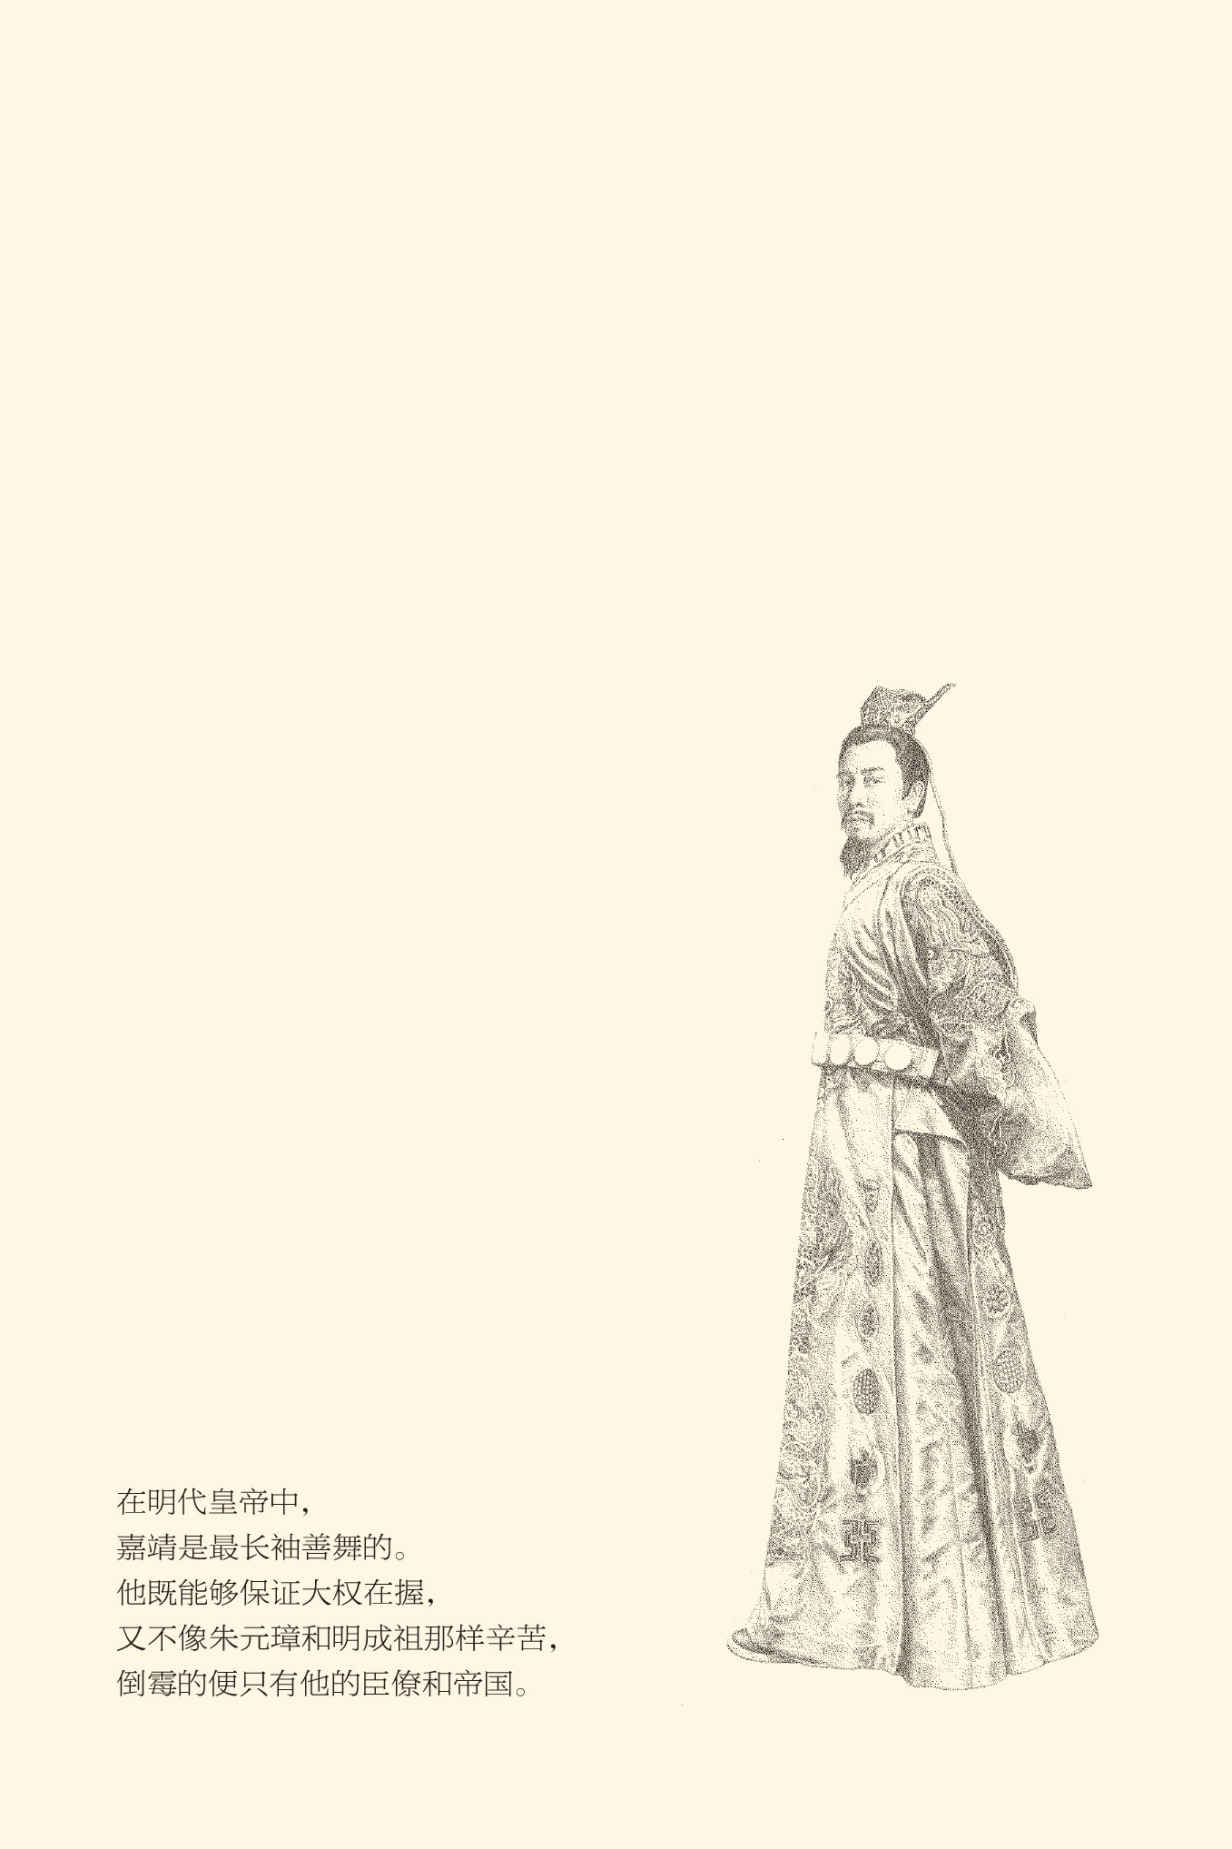 在明代皇帝中，
嘉靖是最长袖善舞的。
他既能够保证大权在握，
又不像朱元璋和明成祖那样辛苦，
倒霉的便只有他的臣僚和帝国。